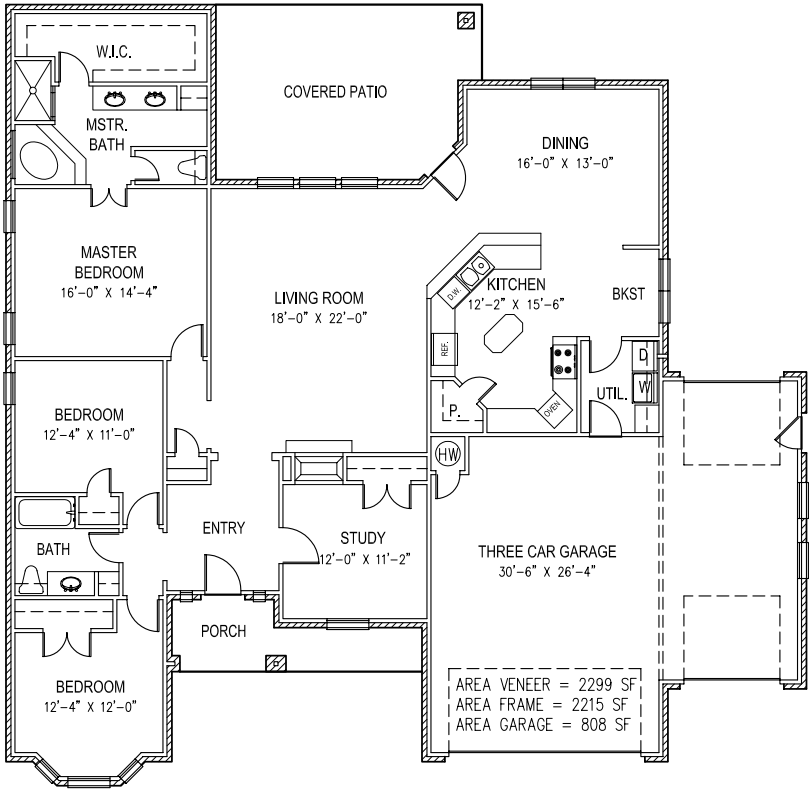 W.I.C.
COVERED PATIO
MSTR.
BATH
DINING
16'-0" X 13'-0"
MASTER
BEDROOM
16'-0" X 14'-4"
LIVING ROOM
18'-0" X 22'-0"
D.W.
KITCHEN
12'-2" X 15'-6"
BKST
REF.
D
UTIL.
W
P.
OVEN
BEDROOM
12'-4" X 11'-0"
HW
ENTRY
STUDY
12'-0" X 11'-2"
BATH
THREE CAR GARAGE
30'-6" X 26'-4"
PORCH
BEDROOM
12'-4" X 12'-0"
AREA VENEER = 2299 SF
AREA FRAME = 2215 SF
AREA GARAGE = 808 SF